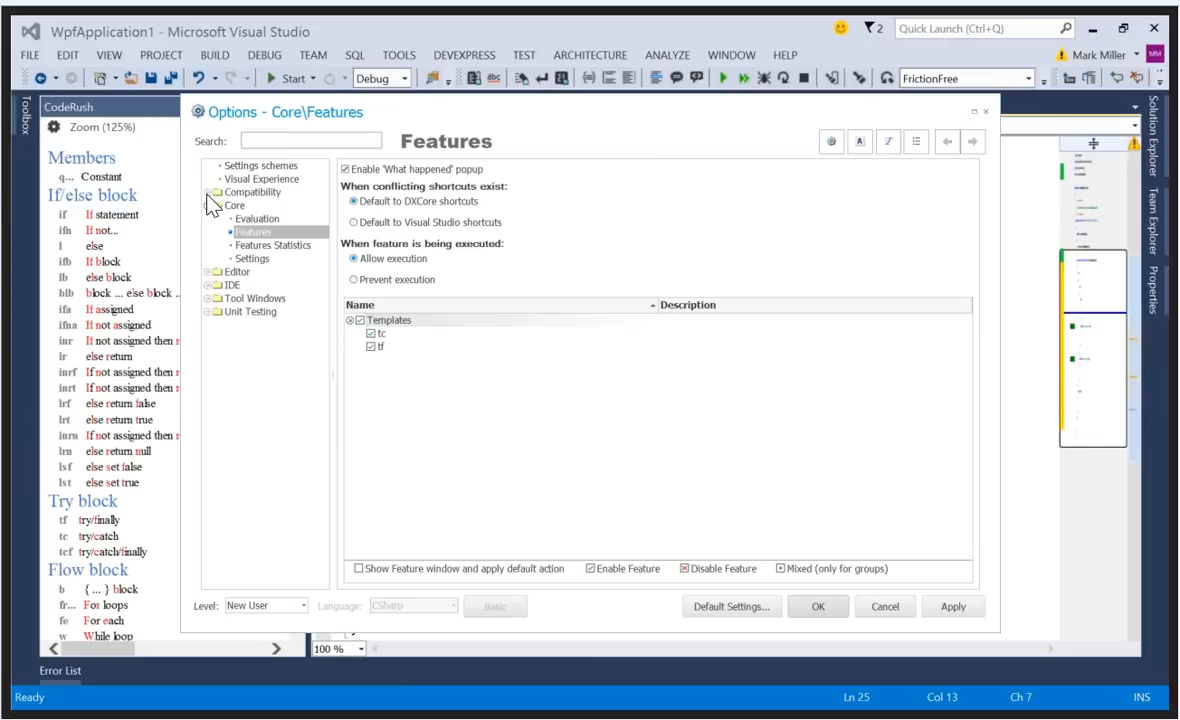 WpfApplication1 - Microsoft Visual Studio
2
Quick Launch (Ctrl+Q)
FILE EDIT VIEW PROJECT BUILD DEBUG TEAM SQL TOOLS DEVEXPRESS TEST ARCHITECTURE ANALYZE WINDOW HELP
Mark Miller MM
Start Debug FrictionFree
Toolbox
CodeRush
Zoom (125%)
Members
q... Constant
If/else block
if If statement
ifn If not...
l else
ifb If block
lb else block
blb block ... else block ..
ifa If assigned
ifna If not assigned
inr If not assigned then r
lr else return
inrf If not assigned then r
inrt If not assigned then r
lrf else return false
lrt else return true
inrn If not assigned then r
lrn else return null
lsf else set false
lst else set true
Try block
tf try/finally
tc try/catch
tcf try/catch/finally
Flow block
b { ... } block
fr... For loops
fe For each
w While loop
Options - Core\Features
Search:
Features
Settings schemes
Visual Experience
Compatibility
Core
Evaluation
Features
Features Statistics
Settings
Editor
IDE
Tool Windows
Unit Testing
Enable 'What happened' popup
When conflicting shortcuts exist:
Default to DXCore shortcuts
Default to Visual Studio shortcuts
When feature is being executed:
Allow execution
Prevent execution
Name Description
Templates
tc
tf
Show Feature window and apply default action Enable Feature Disable Feature Mixed (only for groups)
Level: New User Language: CSharp Basic Default Settings... OK Cancel Apply
Solution Explorer
Team Explorer
Properties
100 %
Error List
Ready Ln 25 Col 13 Ch 7 INS